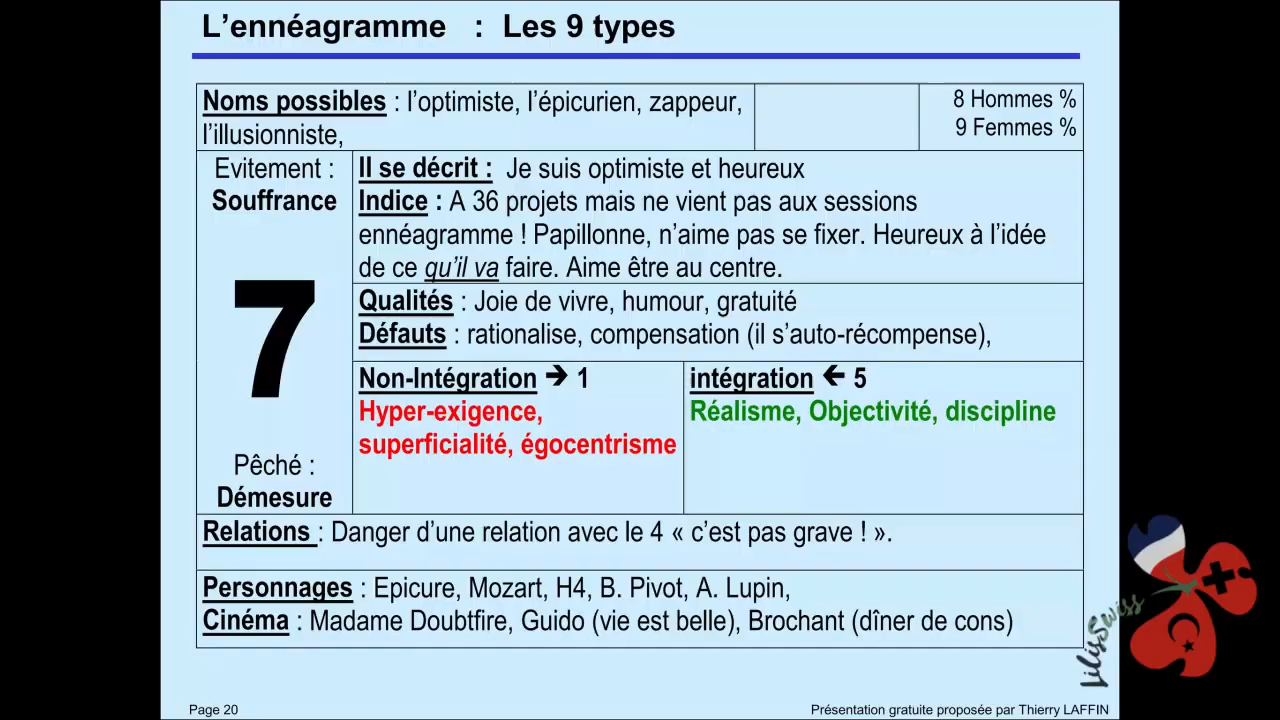 L'ennéagramme : Les 9 types
Noms possibles : l'optimiste, l'épicurien, zappeur,
l'illusionniste,
8 Hommes %
9 Femmes %
Evitement :
Souffrance
7
Pêché :
Démesure
Il se décrit : Je suis optimiste et heureux
Indice : A 36 projets mais ne vient pas aux sessions
ennéagramme ! Papillonne, n'aime pas se fixer. Heureux à l'idée
de ce qu'il va faire. Aime être au centre.
Qualités : Joie de vivre, humour, gratuité
Défauts : rationalise, compensation (il s'auto-récompense),
Non-Intégration ➔ 1
Hyper-exigence,
superficialité, égocentrisme
intégration 🡸 5
Réalisme, Objectivité, discipline
Relations : Danger d'une relation avec le 4 « c'est pas grave ! ».
Personnages : Epicure, Mozart, H4, B. Pivot, A. Lupin,
Cinéma : Madame Doubtfire, Guido (vie est belle), Brochant (dîner de cons)
LilisSwiss
Page 20
Présentation gratuite proposée par Thierry LAFFIN